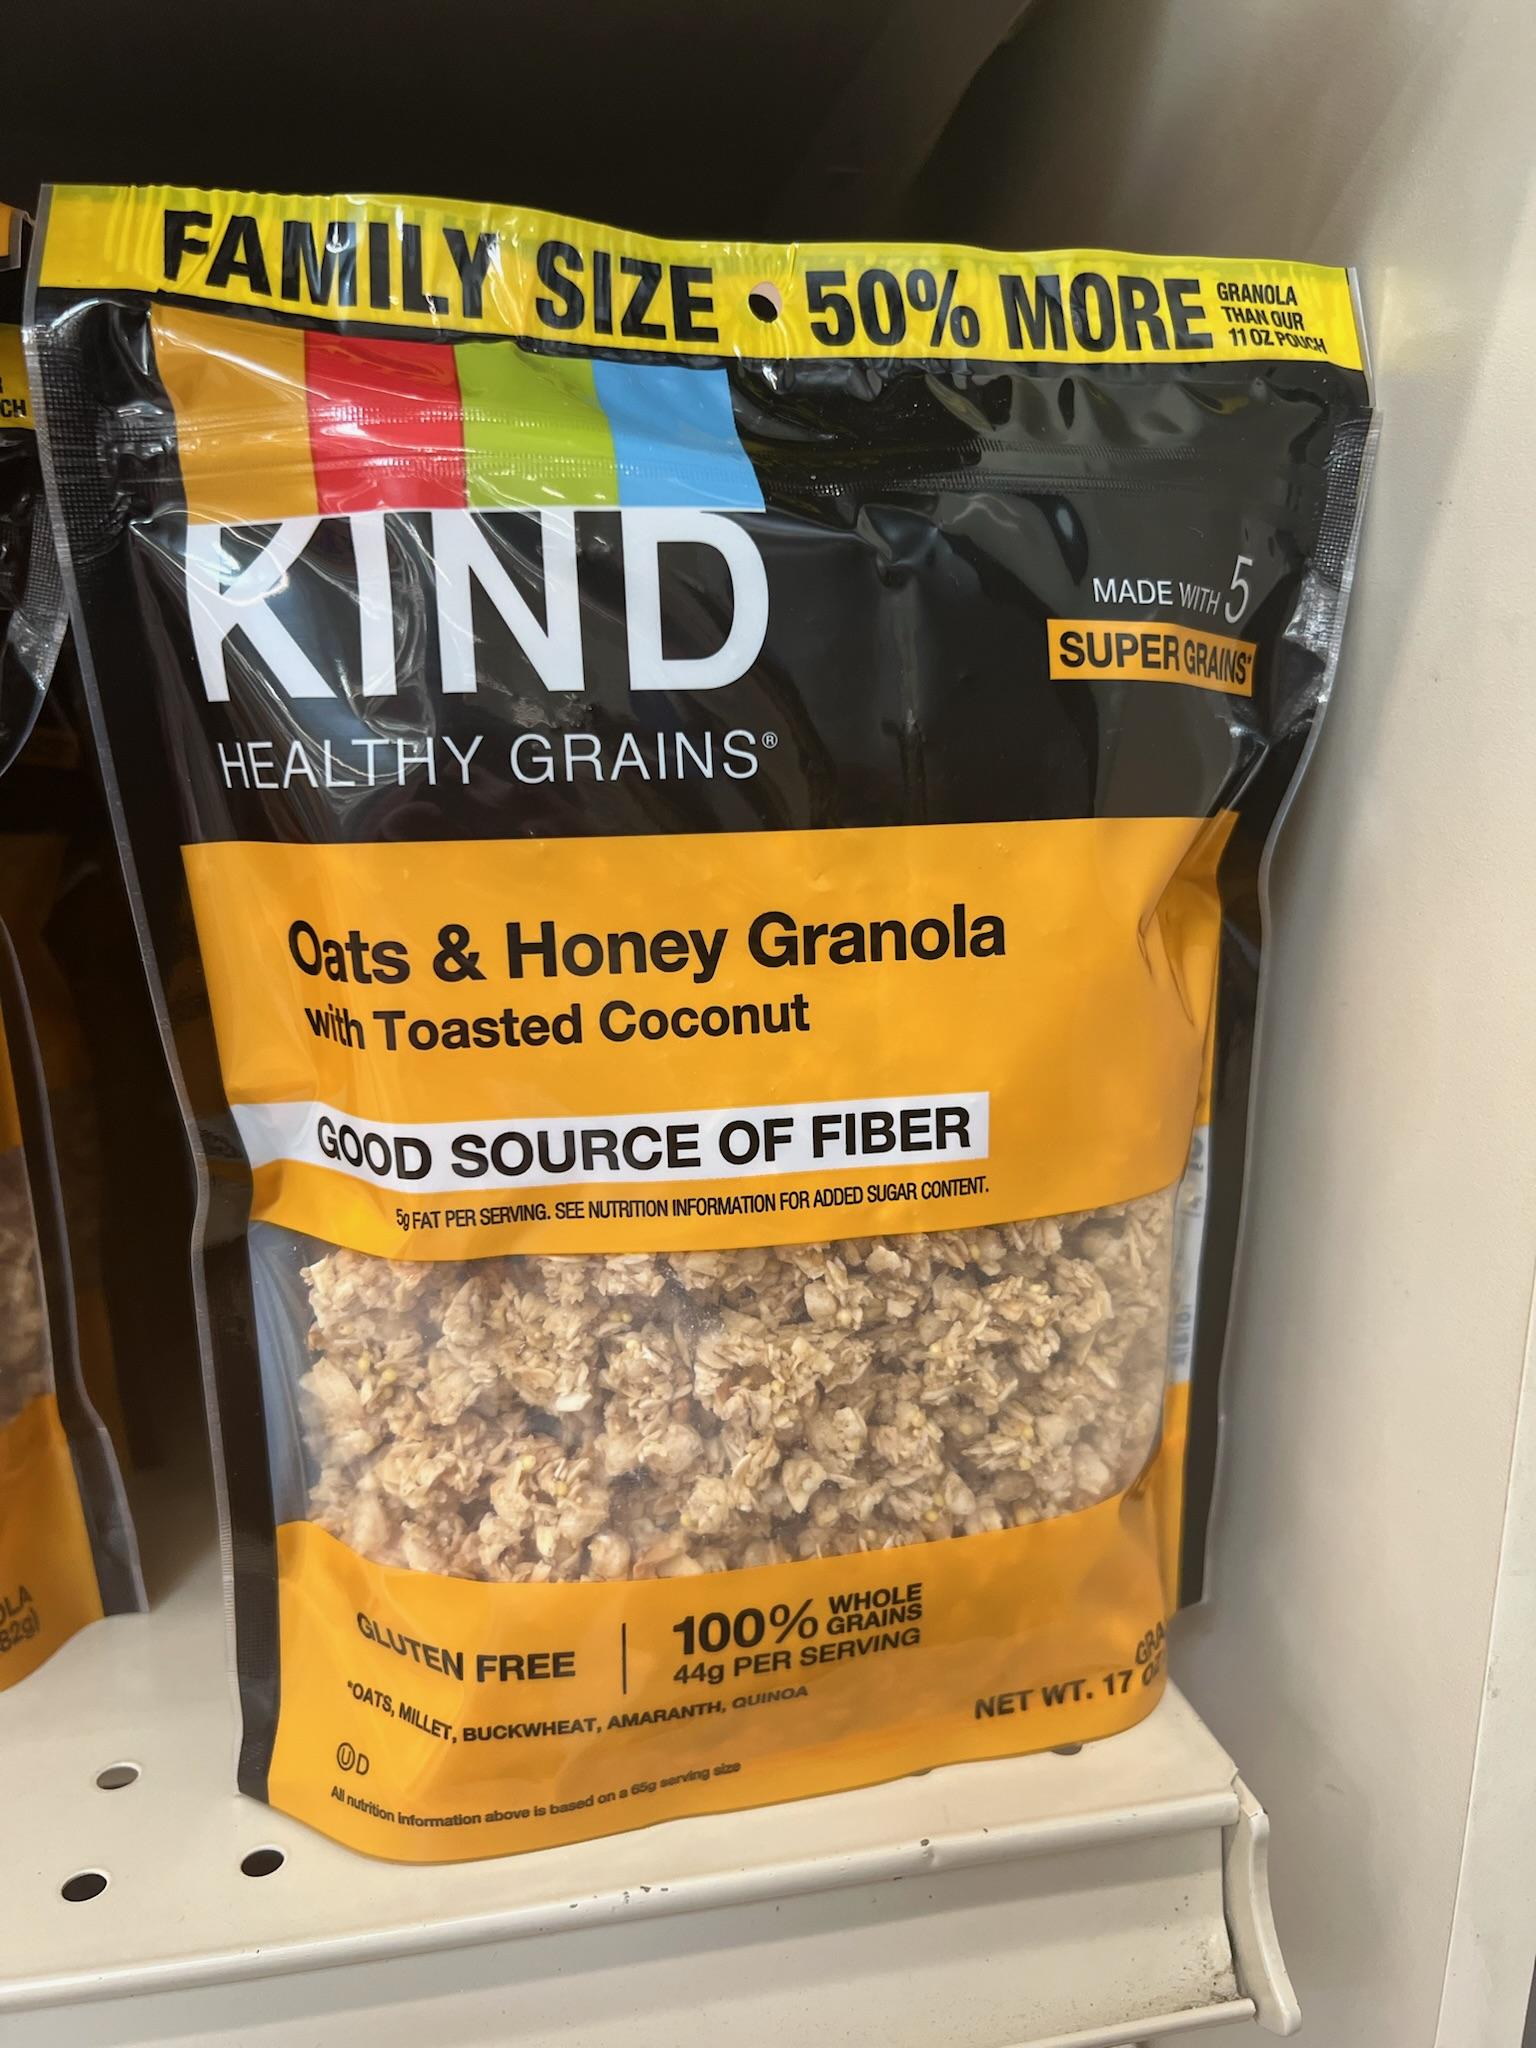 FAMILY SIZE
50% MORE
GRANOLA
THAN OUR
11 OZ POUCH
KIND
HEALTHY GRAINS®
MADE WITH 5
SUPER GRAINS*
Oats & Honey Granola
with Toasted Coconut
GOOD SOURCE OF FIBER
5g FAT PER SERVING. SEE NUTRITION INFORMATION FOR ADDED SUGAR CONTENT.
GLUTEN FREE
100% WHOLE
GRAINS
44g PER SERVING
*OATS, MILLET, BUCKWHEAT, AMARANTH, QUINOA
NET WT. 17 OZ
UD
All nutrition information above is based on a 65g serving size